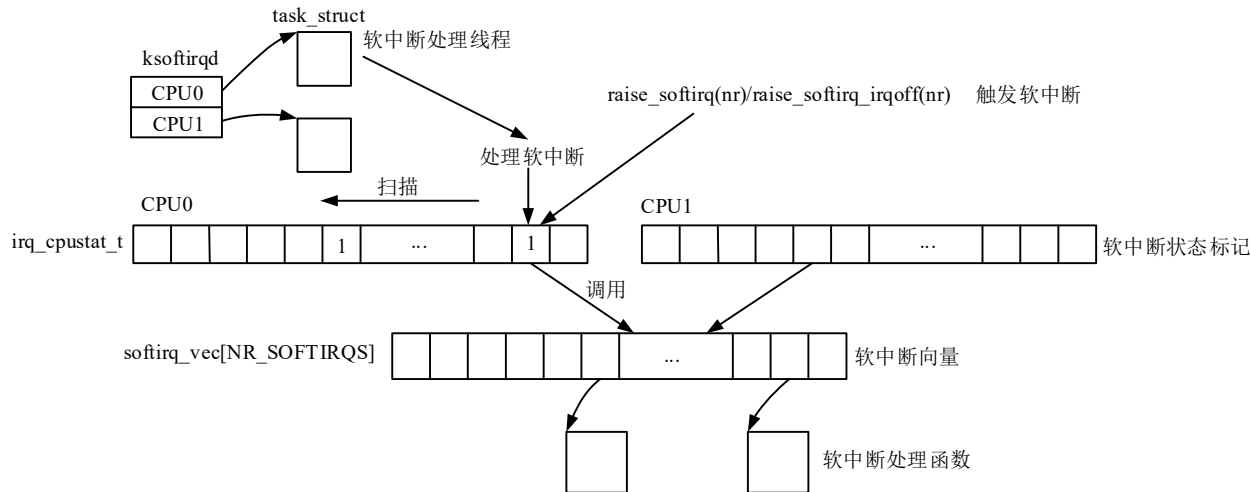 task_struct
软中断处理线程
ksoftirqd
CPU0
CPU1
raise_softirq(nr)/raise_softirq_irqoff(nr) 触发软中断
处理软中断
扫描
CPU0
CPU1
irq_cpustat_t
1
...
1
...
软中断状态标记
调用
softirq_vec[NR_SOFTIRQS]
...
软中断向量
软中断处理函数